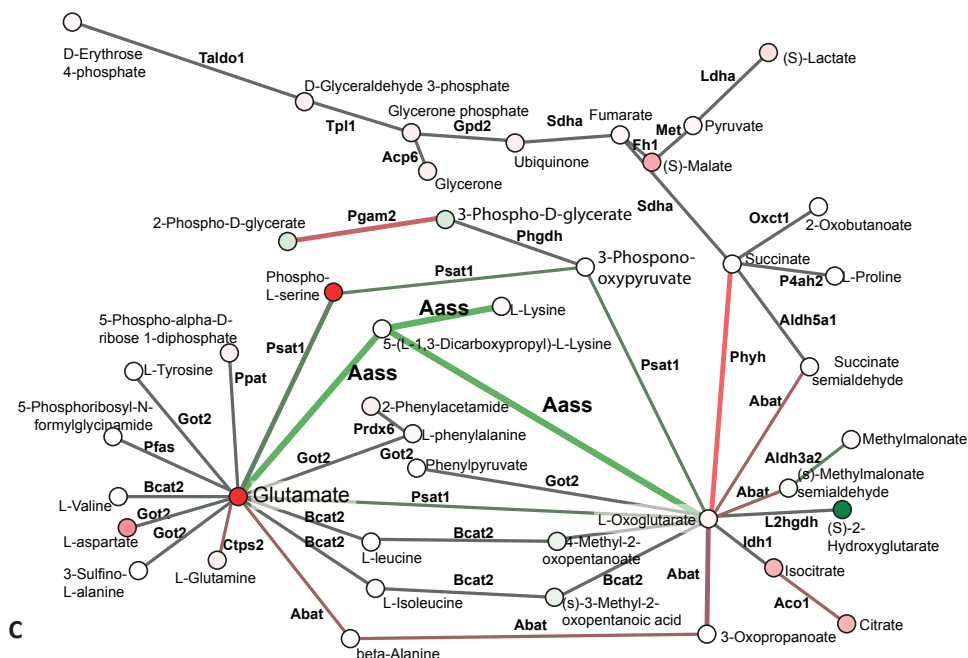 D-Erythrose
4-phosphate
Taldo1
D-Glyceraldehyde 3-phosphate
Tpl1
Glycerone phosphate
Gpd2
Acp6
Glycerone
Ubiquinone
Sdha
Fumarate
Fh1
Met
Pyruvate
Ldha
(S)-Lactate
(S)-Malate
Sdha
2-Phospho-D-glycerate
Pgam2
3-Phospho-D-glycerate
Phgdh
3-Phospono-
oxypyruvate
Oxct1
2-Oxobutanoate
Succinate
P4ah2
L-Proline
Phospho-
L-serine
Psat1
Aass
L-Lysine
5-(L-1,3-Dicarboxypropyl)-L-Lysine
Aldh5a1
5-Phospho-alpha-D-
ribose 1-diphosphate
Psat1
Aass
Psat1
Phyh
Succinate
semialdehyde
L-Tyrosine
Ppat
Aass
Abat
5-Phosphoribosyl-N-
formylglycinamide
Got2
2-Phenylacetamide
Prdx6
L-phenylalanine
Methylmalonate
Pfas
Got2
Got2
Phenylpyruvate
Got2
Aldh3a2
(s)-Methylmalonate
semialdehyde
Abat
L-Valine
Bcat2
Glutamate
Psat1
L-Oxoglutarate
L2hgdh
(S)-2-
Hydroxyglutarate
Got2
L-aspartate
Got2
Bcat2
Bcat2
L-leucine
Bcat2
4-Methyl-2-
oxopentenoate
Idh1
Isocitrate
3-Sulfino-
L-alanine
Ctps2
L-Glutamine
L-Isoleucine
Bcat2
Bcat2
(s)-3-Methyl-2-
oxopentanoic acid
Abat
Aco1
Citrate
Abat
beta-Alanine
Abat
3-Oxopropanoate
C